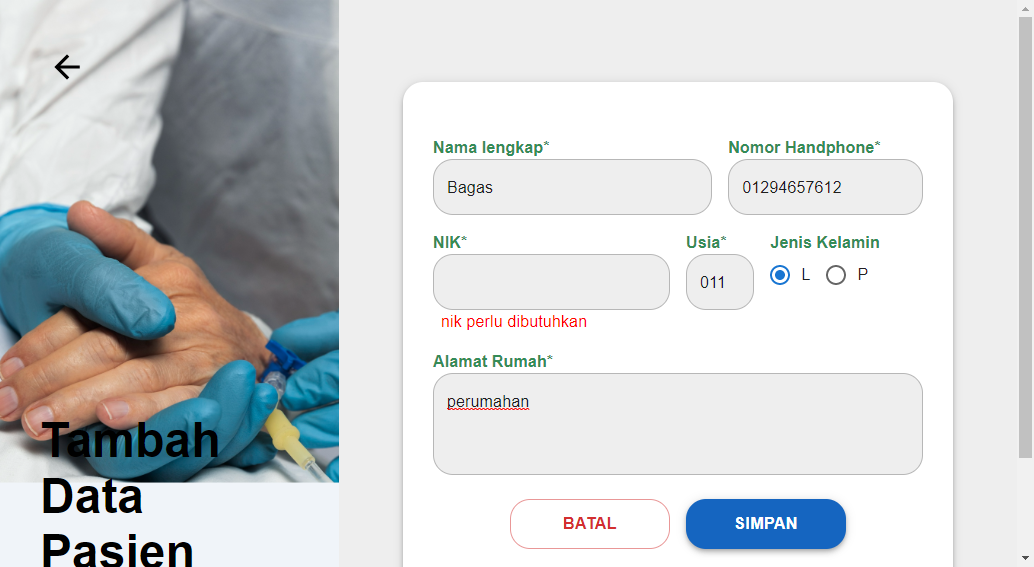 Tambah
Data
Pasien
Nama lengkap*
Nomor Handphone*
Bagas
01294657612
NIK*
Usia*
Jenis Kelamin
011
L
P
nik perlu dibutuhkan
Alamat Rumah*
perumahan
BATAL
SIMPAN